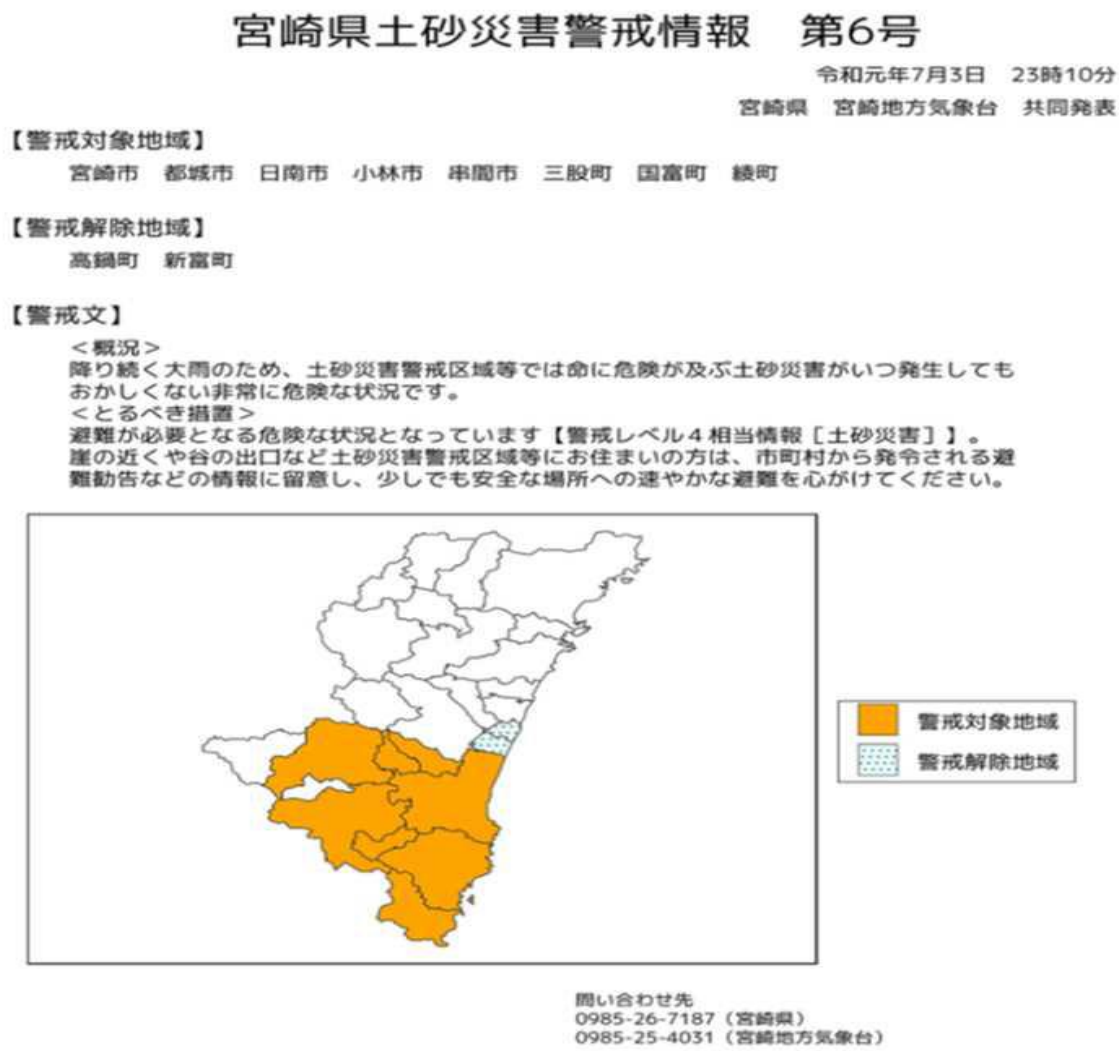 宮崎県土砂災害警戒情報　第6号
令和元年7月3日　23時10分
宮崎県　宮崎地方気象台　共同発表
【警戒対象地域】
宮崎市　都城市　日南市　小林市　串間市　三股町　国富町　綾町
【警戒解除地域】
高鍋町　新富町
【警戒文】
＜概況＞
降り続く大雨のため、土砂災害警戒区域等では命に危険が及ぶ土砂災害がいつ発生しても
おかしくない非常に危険な状況です。
＜とるべき措置＞
避難が必要となる危険な状況となっています【警戒レベル４相当情報［土砂災害］】。
崖の近くや谷の出口など土砂災害警戒区域等にお住まいの方は、市町村から発令される避
難勧告などの情報に留意し、少しでも安全な場所への速やかな避難を心がけてください。
警戒対象地域
警戒解除地域
問い合わせ先
0985-26-7187（宮崎県）
0985-25-4031（宮崎地方気象台）